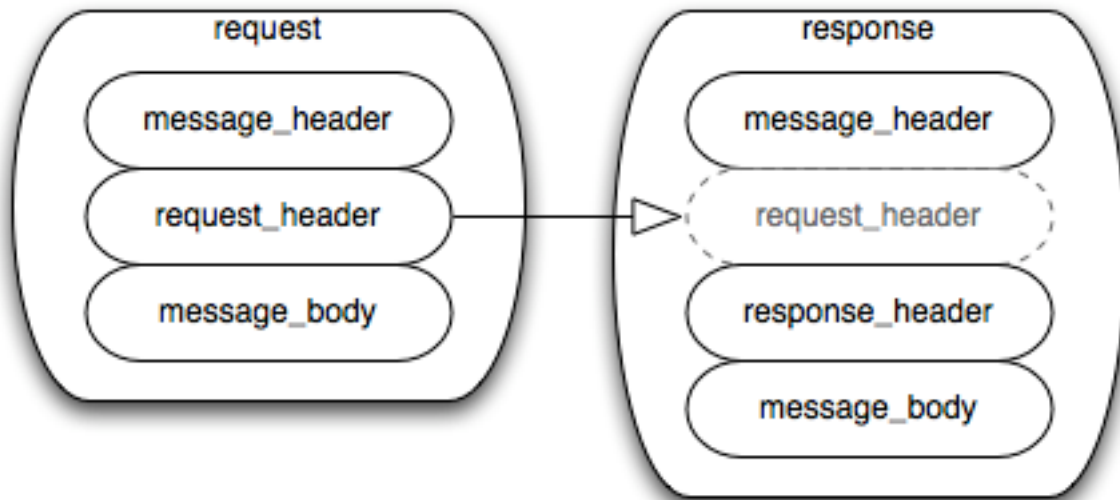 request
message_header
request_header
message_body
response
message_header
request_header
response_header
message_body